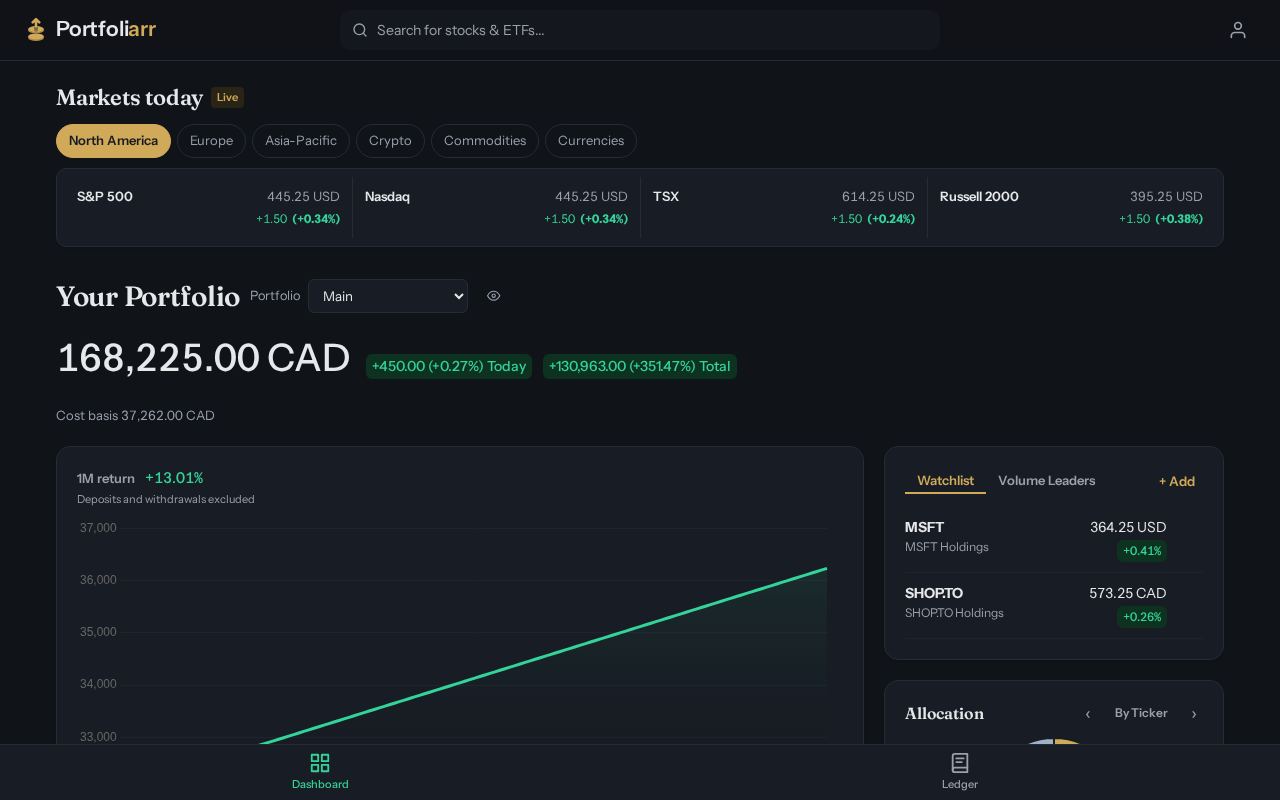 Portfoliarr
Search for stocks & ETFs...
Markets today Live
North America Europe Asia-Pacific Crypto Commodities Currencies
S&P 500 445.25 USD
+1.50 (+0.34%)
Nasdaq 445.25 USD
+1.50 (+0.34%)
TSX 614.25 USD
+1.50 (+0.24%)
Russell 2000 395.25 USD
+1.50 (+0.38%)
Your Portfolio Portfolio Main
168,225.00 CAD +450.00 (+0.27%) Today +130,963.00 (+351.47%) Total
Cost basis 37,262.00 CAD
1M return +13.01%
Deposits and withdrawals excluded
37,000
36,000
35,000
34,000
33,000
Watchlist Volume Leaders + Add
MSFT 364.25 USD
MSFT Holdings +0.41%
SHOP.TO 573.25 CAD
SHOP.TO Holdings +0.26%
Allocation ‹ By Ticker ›
Dashboard Ledger